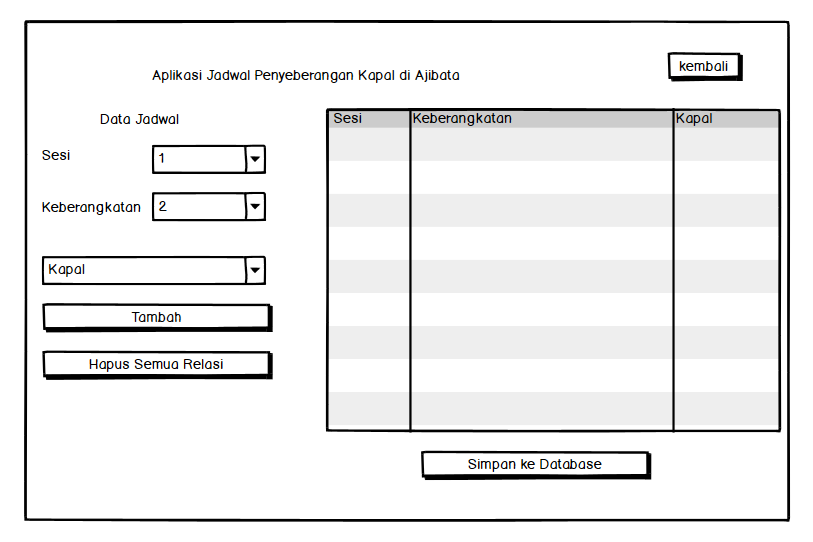 kembali
Aplikasi Jadwal Penyeberangan Kapal di Ajibata
Data Jadwal
Sesi
1
Keberangkatan
2
Kapal
Tambah
Hapus Semua Relasi
Sesi Keberangkatan Kapal
Simpan ke Database